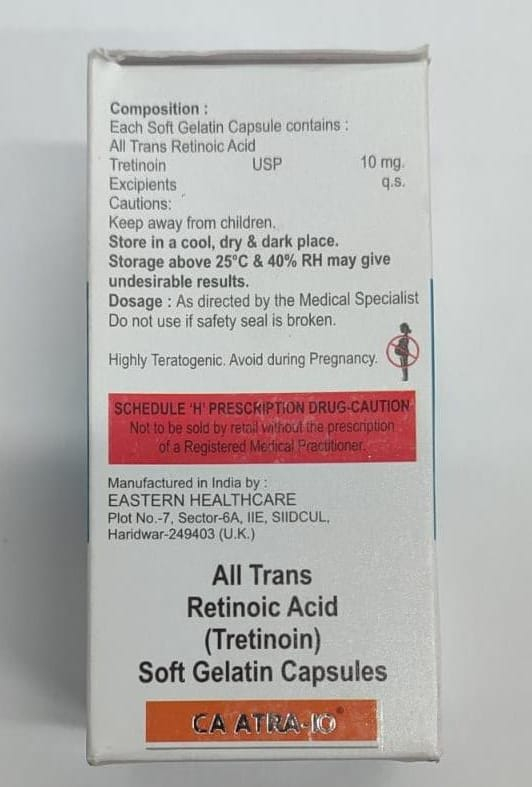 Composition :
Each Soft Gelatin Capsule contains :
All Trans Retinoic Acid
Tretinoin USP 10 mg.
Excipients q.s.
Cautions:
Keep away from children.
Store in a cool, dry & dark place.
Storage above 25°C & 40% RH may give
undesirable results.
Dosage : As directed by the Medical Specialist
Do not use if safety seal is broken.
Highly Teratogenic. Avoid during Pregnancy.
SCHEDULE 'H' PRESCRIPTION DRUG-CAUTION
Not to be sold by retail without the prescription
of a Registered Medical Practitioner.
Manufactured in India by :
EASTERN HEALTHCARE
Plot No.-7, Sector-6A, IIE, SIIDCUL,
Haridwar-249403 (U.K.)
All Trans
Retinoic Acid
(Tretinoin)
Soft Gelatin Capsules
CA ATRA-10®